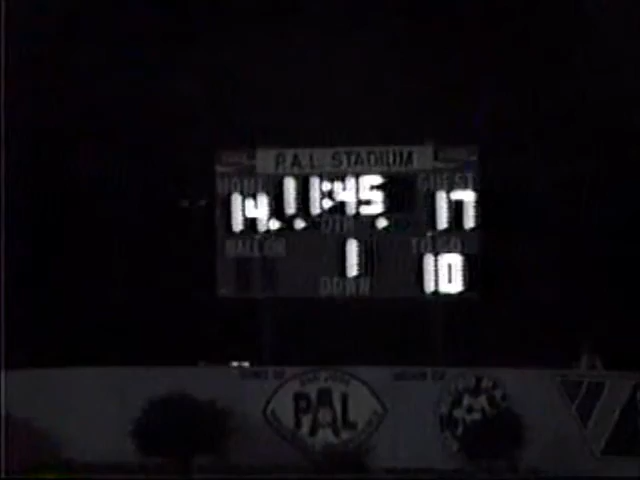 P.A.L. STADIUM
HOME
11:45
GUEST
14
17
QTR
BALL ON
1
TO GO
10
DOWN
PAL